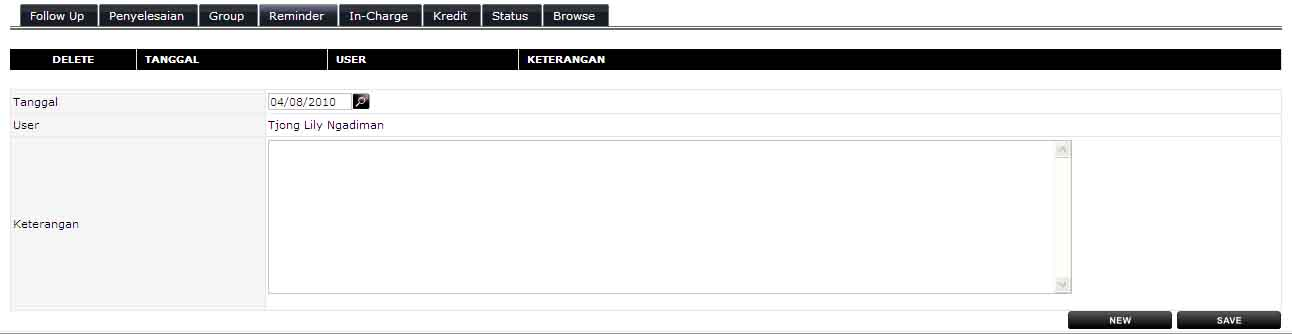 Follow Up Penyelesaian Group Reminder In-Charge Kredit Status Browse
DELETE TANGGAL USER KETERANGAN
Tanggal 04/08/2010
User Tjong Lily Ngadiman
Keterangan
NEW SAVE